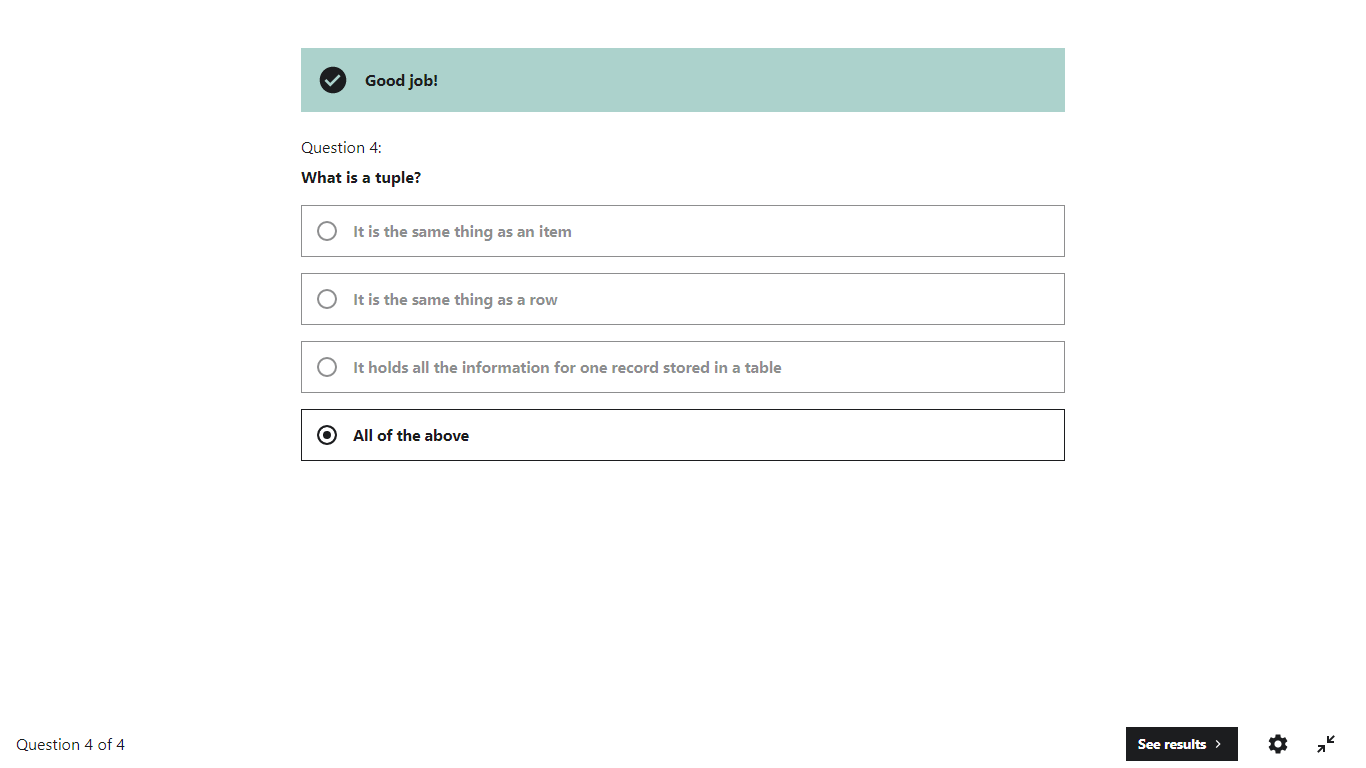 Good job!
Question 4:
What is a tuple?
It is the same thing as an item
It is the same thing as a row
It holds all the information for one record stored in a table
All of the above
Question 4 of 4
See results